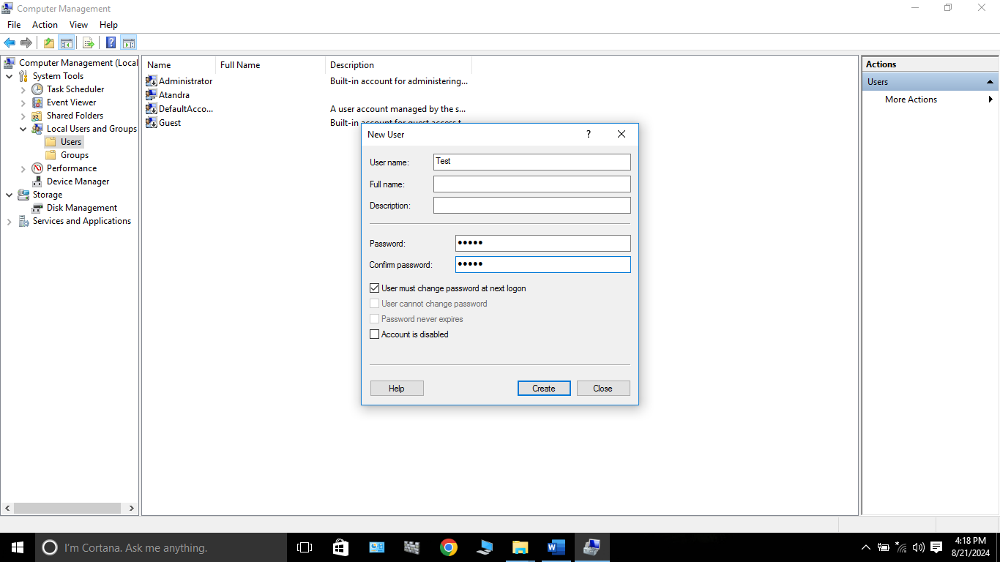 Computer Management
File Action View Help
Computer Management (Local
System Tools
Task Scheduler
Event Viewer
Shared Folders
Local Users and Groups
Users
Groups
Performance
Device Manager
Storage
Disk Management
Services and Applications
Name Full Name Description
Administrator Built-in account for administering...
Atandra
DefaultAcco... A user account managed by the s...
Guest Built-in account for guest access t...
New User ?
User name: Test
Full name:
Description:
Password: •••••
Confirm password: •••••
User must change password at next logon
User cannot change password
Password never expires
Account is disabled
Help Create Close
Actions
Users
More Actions
I'm Cortana. Ask me anything.
4:18 PM
8/21/2024